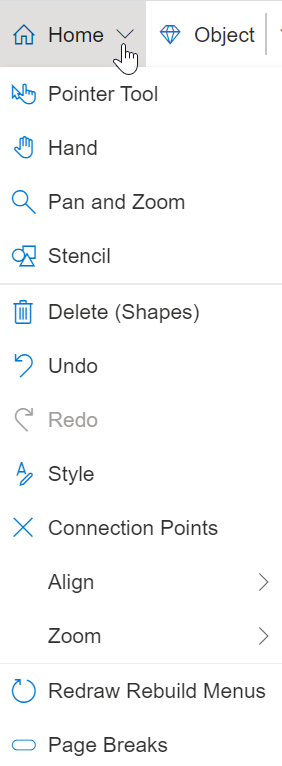 Home Object
Pointer Tool
Hand
Pan and Zoom
Stencil
Delete (Shapes)
Undo
Redo
Style
Connection Points
Align
Zoom
Redraw Rebuild Menus
Page Breaks